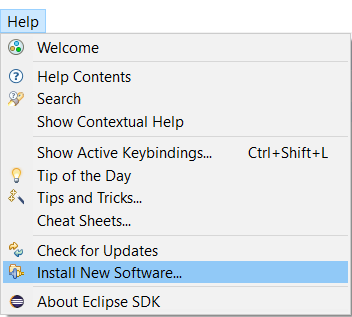 Help
Welcome
Help Contents
Search
Show Contextual Help
Show Active Keybindings... Ctrl+Shift+L
Tip of the Day
Tips and Tricks...
Cheat Sheets...
Check for Updates
Install New Software...
About Eclipse SDK